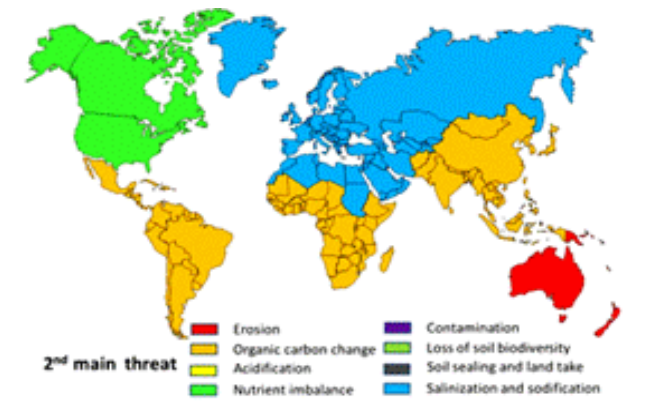 Erosion
Organic carbon change
Acidification
Nutrient imbalance
Contamination
Loss of soil biodiversity
Soil sealing and land take
Salinization and sodification
2nd main threat